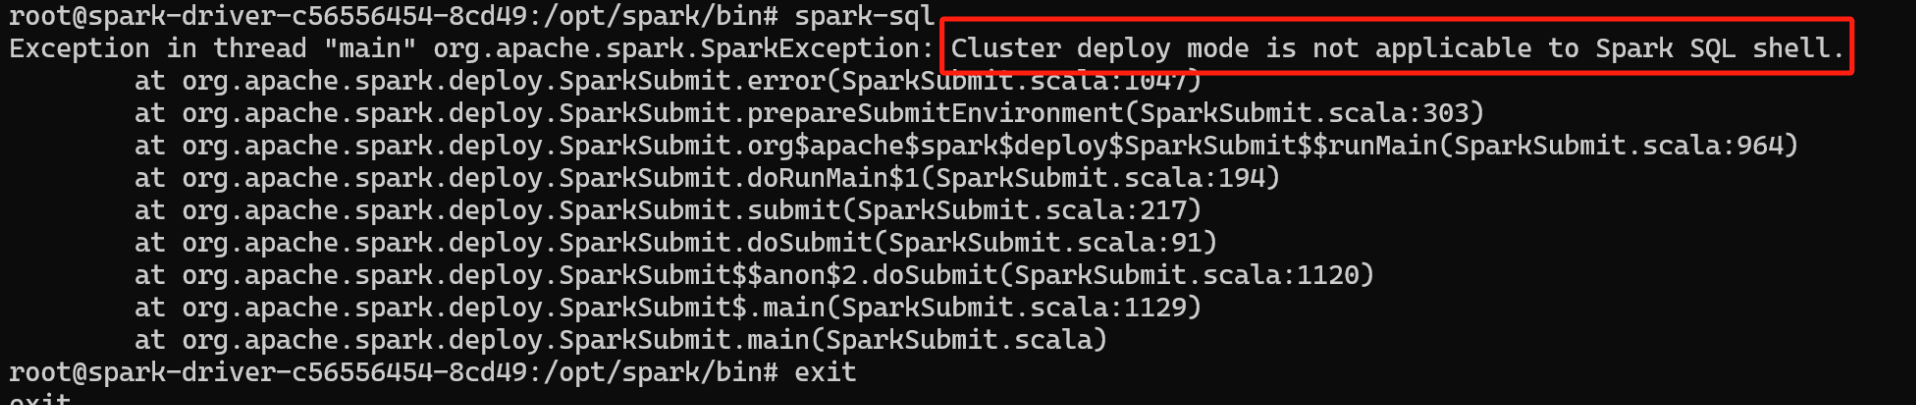 root@spark-driver-c56556454-8cd49:/opt/spark/bin# spark-sql
Exception in thread "main" org.apache.spark.SparkException: Cluster deploy mode is not applicable to Spark SQL shell.
at org.apache.spark.deploy.SparkSubmit.error(SparkSubmit.scala:1047)
at org.apache.spark.deploy.SparkSubmit.prepareSubmitEnvironment(SparkSubmit.scala:303)
at org.apache.spark.deploy.SparkSubmit.org$apache$spark$deploy$SparkSubmit$$runMain(SparkSubmit.scala:964)
at org.apache.spark.deploy.SparkSubmit.doRunMain$1(SparkSubmit.scala:194)
at org.apache.spark.deploy.SparkSubmit.submit(SparkSubmit.scala:217)
at org.apache.spark.deploy.SparkSubmit.doSubmit(SparkSubmit.scala:91)
at org.apache.spark.deploy.SparkSubmit$$anon$2.doSubmit(SparkSubmit.scala:1120)
at org.apache.spark.deploy.SparkSubmit$.main(SparkSubmit.scala:1129)
at org.apache.spark.deploy.SparkSubmit.main(SparkSubmit.scala)
root@spark-driver-c56556454-8cd49:/opt/spark/bin# exit
exit